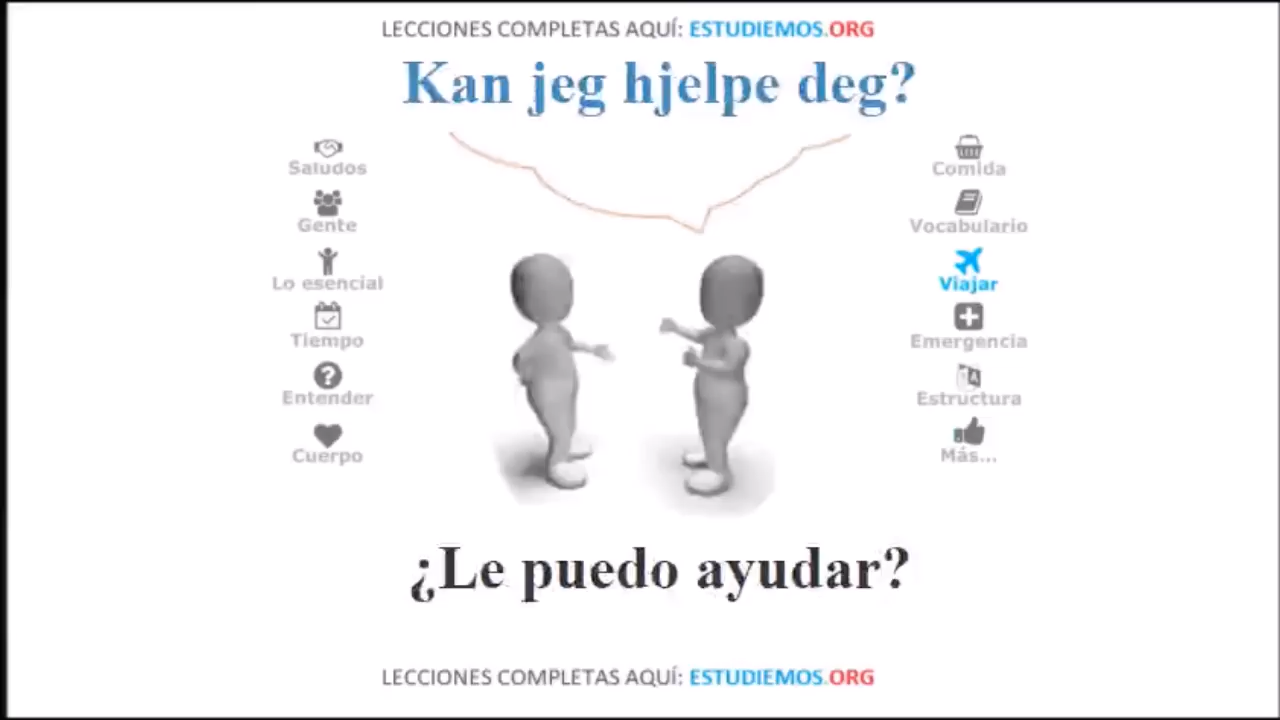 LECCIONES COMPLETAS AQUÍ: ESTUDIEMOS.ORG
Kan jeg hjelpe deg?
Saludos
Gente
Lo esencial
Tiempo
Entender
Cuerpo
Comida
Vocabulario
Viajar
Emergencia
Estructura
Más...
¿Le puedo ayudar?
LECCIONES COMPLETAS AQUÍ: ESTUDIEMOS.ORG